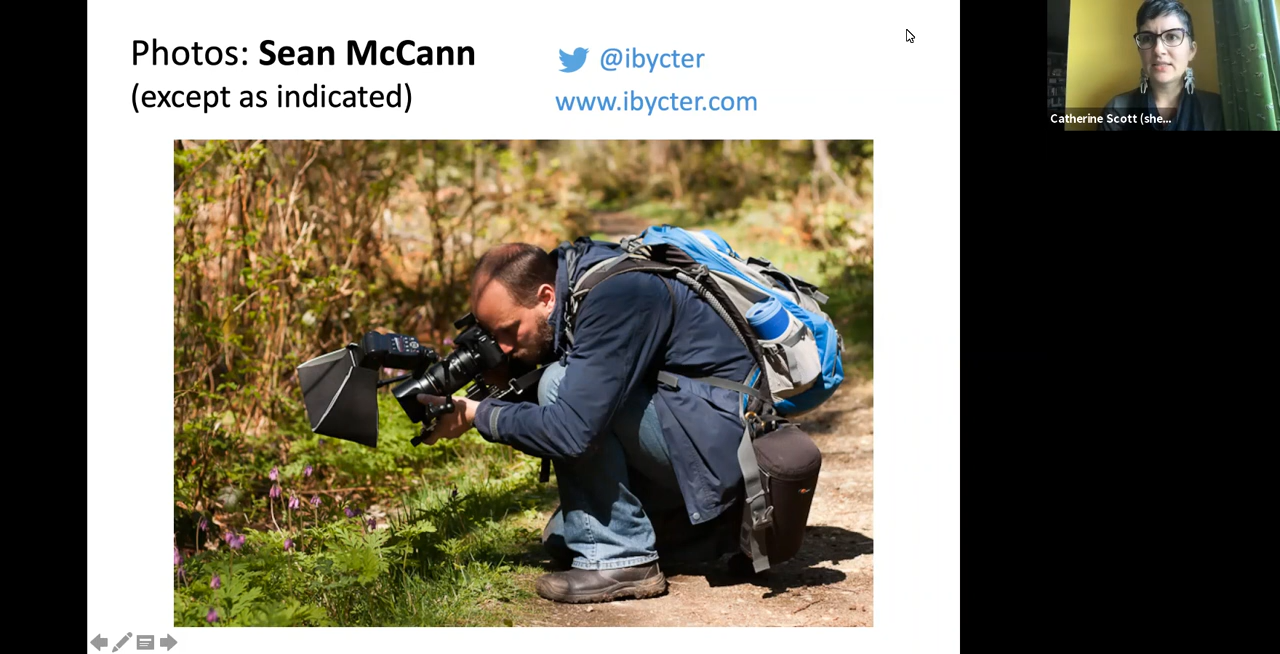 Photos: Sean McCann
(except as indicated)
@ibycter
www.ibycter.com
Catherine Scott (she...